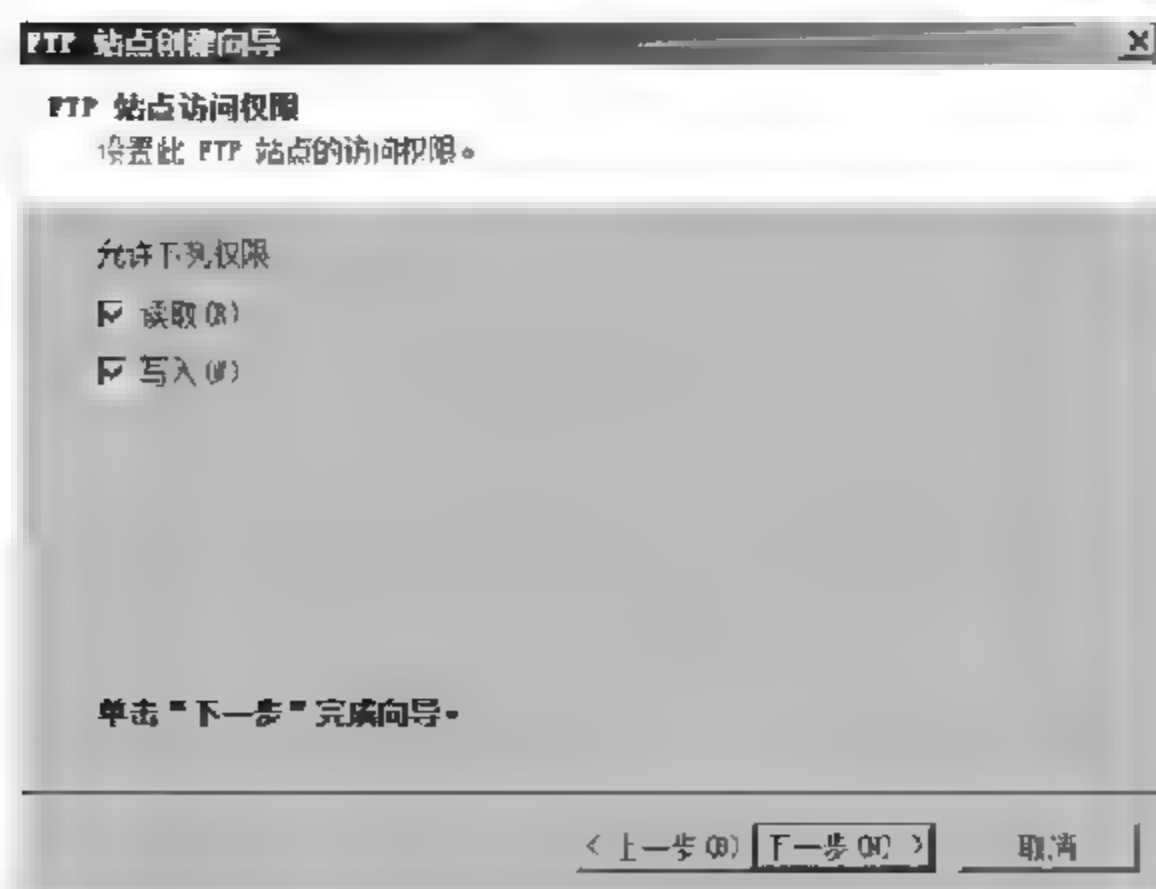 FTP 站点创建向导
FTP 站点访问权限
设置此 FTP 站点的访问权限。
允许下列权限
读取(R)
写入(W)
单击"下一步"完成向导。
< 上一步(B) 下一步(N) > 取消